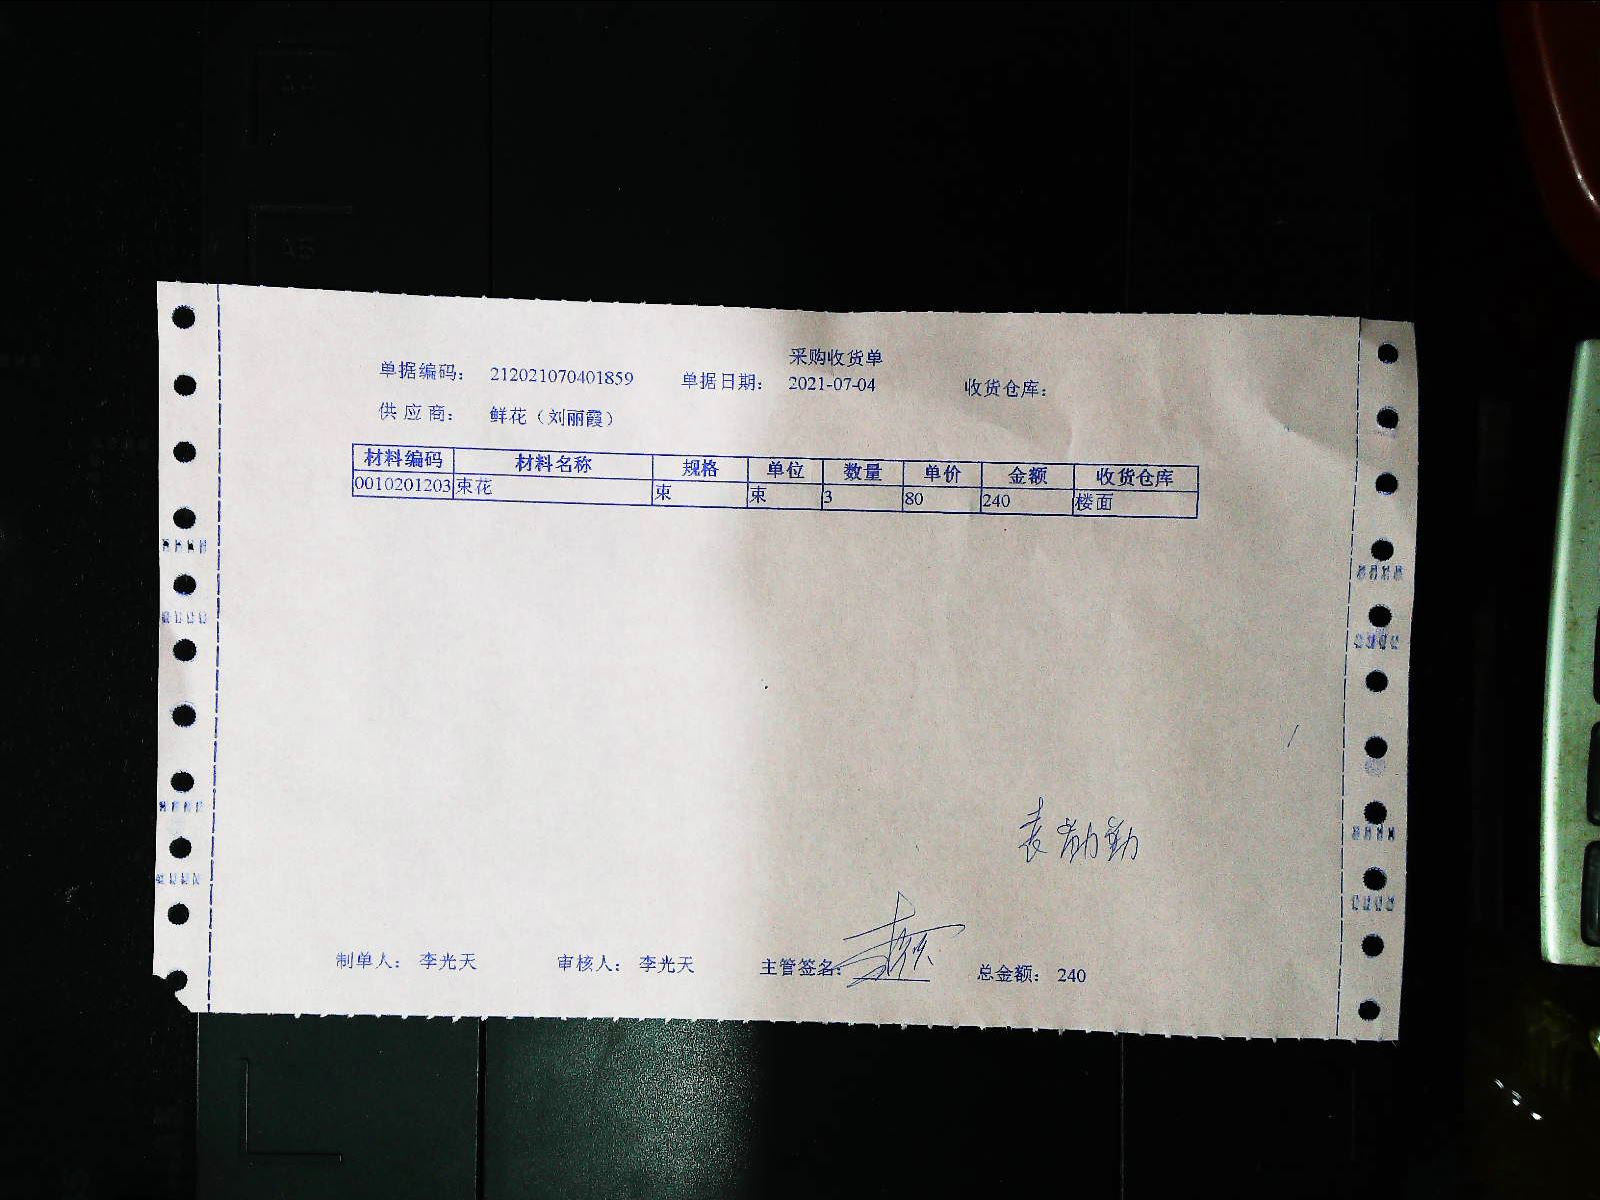 采购收货单
单据编码： 212021070401859 单据日期： 2021-07-04 收货仓库：
供 应 商： 鲜花（刘丽霞）
材料编码 材料名称 规格 单位 数量 单价 金额 收货仓库
0010201203 束花 束 束 3 80 240 楼面
制单人： 李光天 审核人： 李光天 主管签名： 总金额： 240